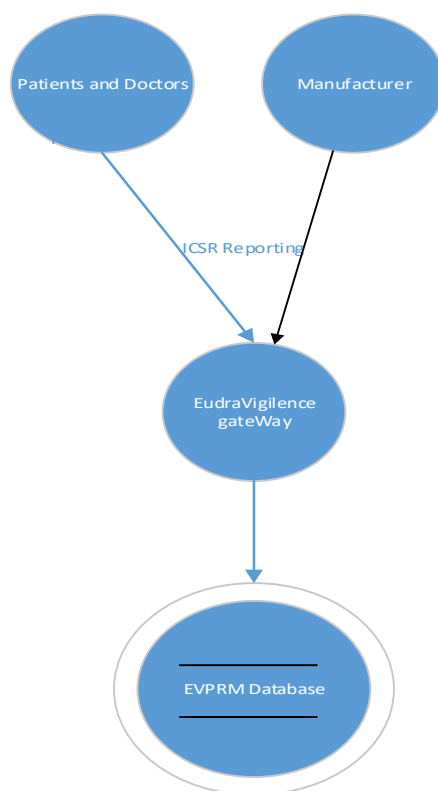 Patients and Doctors
Manufacturer
ICSR Reporting
EudraVigilence
gateWay
EVPRM Database